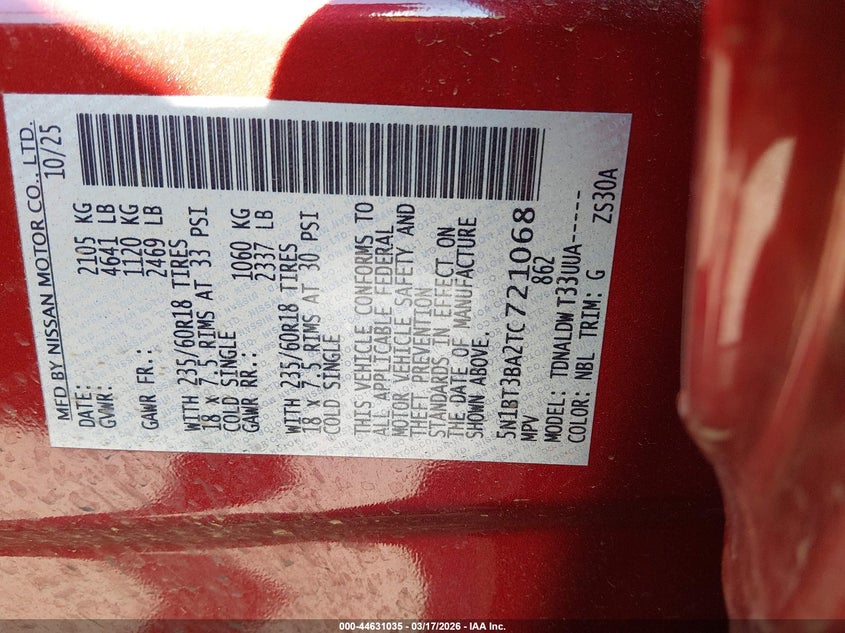 MFD BY NISSAN MOTOR CO., LTD.
DATE: 10/25
GVWR: 2105 KG
4641 LB
GAWR FR.: 1120 KG
2469 LB
WITH 235/60R18 TIRES
18 x 7.5 RIMS AT 33 PSI
COLD SINGLE
GAWR RR.: 1060 KG
2337 LB
WITH 235/60R18 TIRES
18 x 7.5 RIMS AT 30 PSI
COLD SINGLE
THIS VEHICLE CONFORMS TO
ALL APPLICABLE FEDERAL
MOTOR VEHICLE SAFETY AND
THEFT PREVENTION
STANDARDS IN EFFECT ON
THE DATE OF MANUFACTURE
SHOWN ABOVE.
5N1BT3BA2TC721068
MPV 862
MODEL: TDNALDWT33UUA-----
COLOR: NBL TRIM: G ZS30A
000-44631035 — 03/17/2026 — IAA Inc.